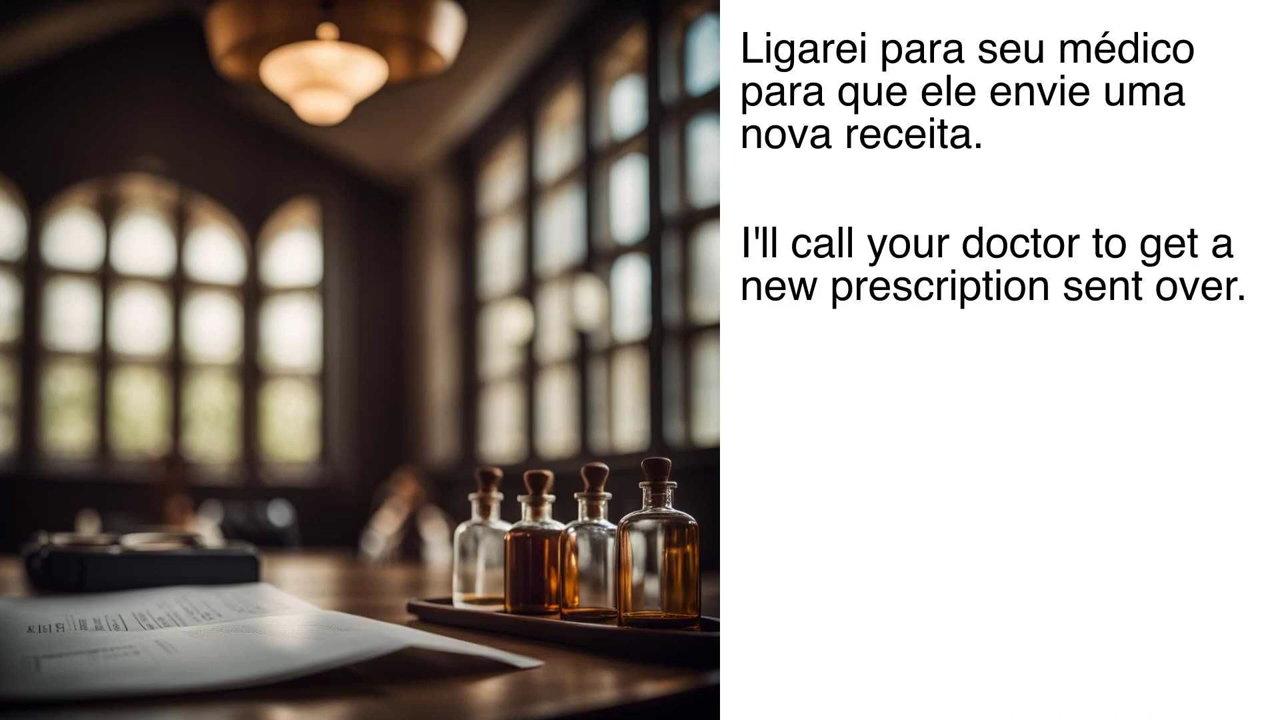 Ligarei para seu médico
para que ele envie uma
nova receita.
I'll call your doctor to get a
new prescription sent over.